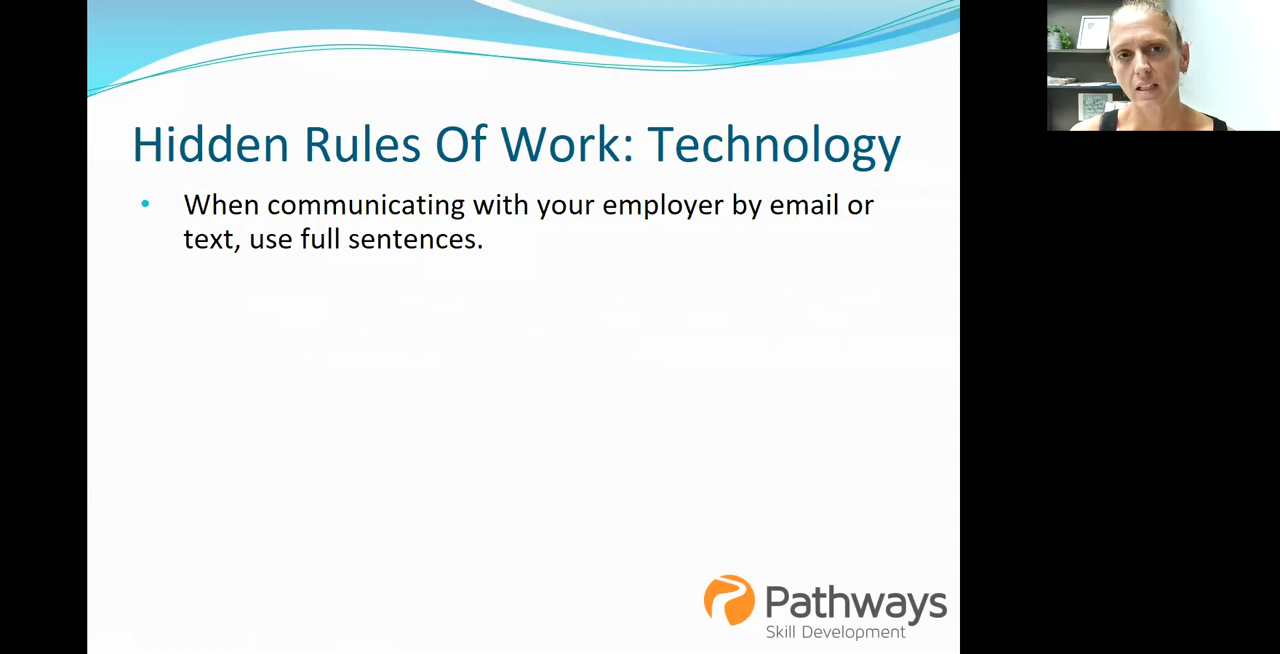 Hidden Rules Of Work: Technology
• When communicating with your employer by email or
text, use full sentences.
Pathways
Skill Development